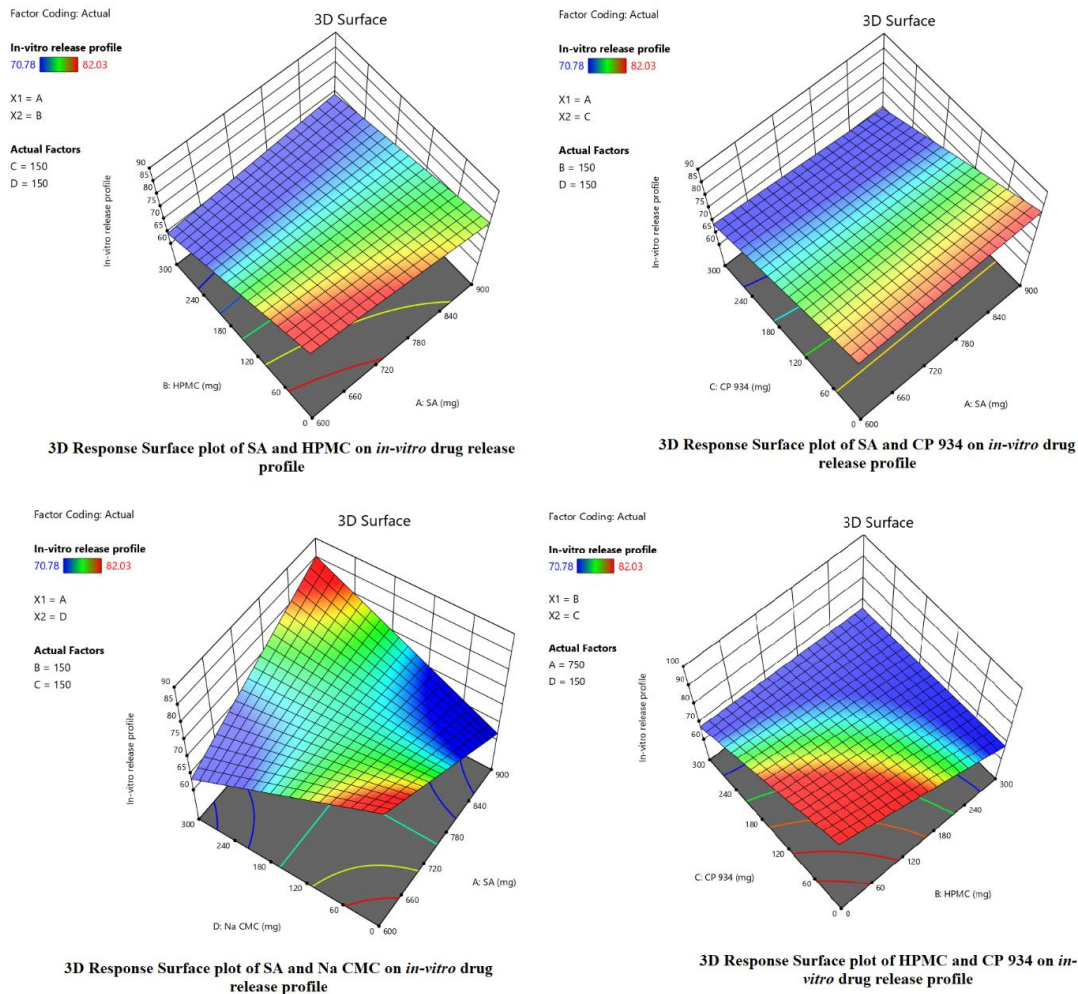 Factor Coding: Actual
3D Surface
In-vitro release profile
70.78 82.03
X1 = A
X2 = B
Actual Factors
C = 150
D = 150
In-vitro release profile
90
85
80
75
70
65
60
300
240
180
120
60
0
B: HPMC (mg)
600
660
720
780
840
900
A: SA (mg)
3D Response Surface plot of SA and HPMC on in-vitro drug release
profile
Factor Coding: Actual
3D Surface
In-vitro release profile
70.78 82.03
X1 = A
X2 = C
Actual Factors
B = 150
D = 150
In-vitro release profile
90
85
80
75
70
65
60
300
240
180
120
60
0
C: CP 934 (mg)
600
660
720
780
840
900
A: SA (mg)
3D Response Surface plot of SA and CP 934 on in-vitro drug
release profile
Factor Coding: Actual
3D Surface
In-vitro release profile
70.78 82.03
X1 = A
X2 = D
Actual Factors
B = 150
C = 150
In-vitro release profile
90
85
80
75
70
65
60
300
240
180
120
60
0
D: Na CMC (mg)
600
660
720
780
840
900
A: SA (mg)
3D Response Surface plot of SA and Na CMC on in-vitro drug
release profile
Factor Coding: Actual
3D Surface
In-vitro release profile
70.78 82.03
X1 = B
X2 = C
Actual Factors
A = 750
D = 150
In-vitro release profile
100
90
80
70
60
300
240
180
120
60
0
C: CP 934 (mg)
0
60
120
180
240
300
B: HPMC (mg)
3D Response Surface plot of HPMC and CP 934 on in-
vitro drug release profile